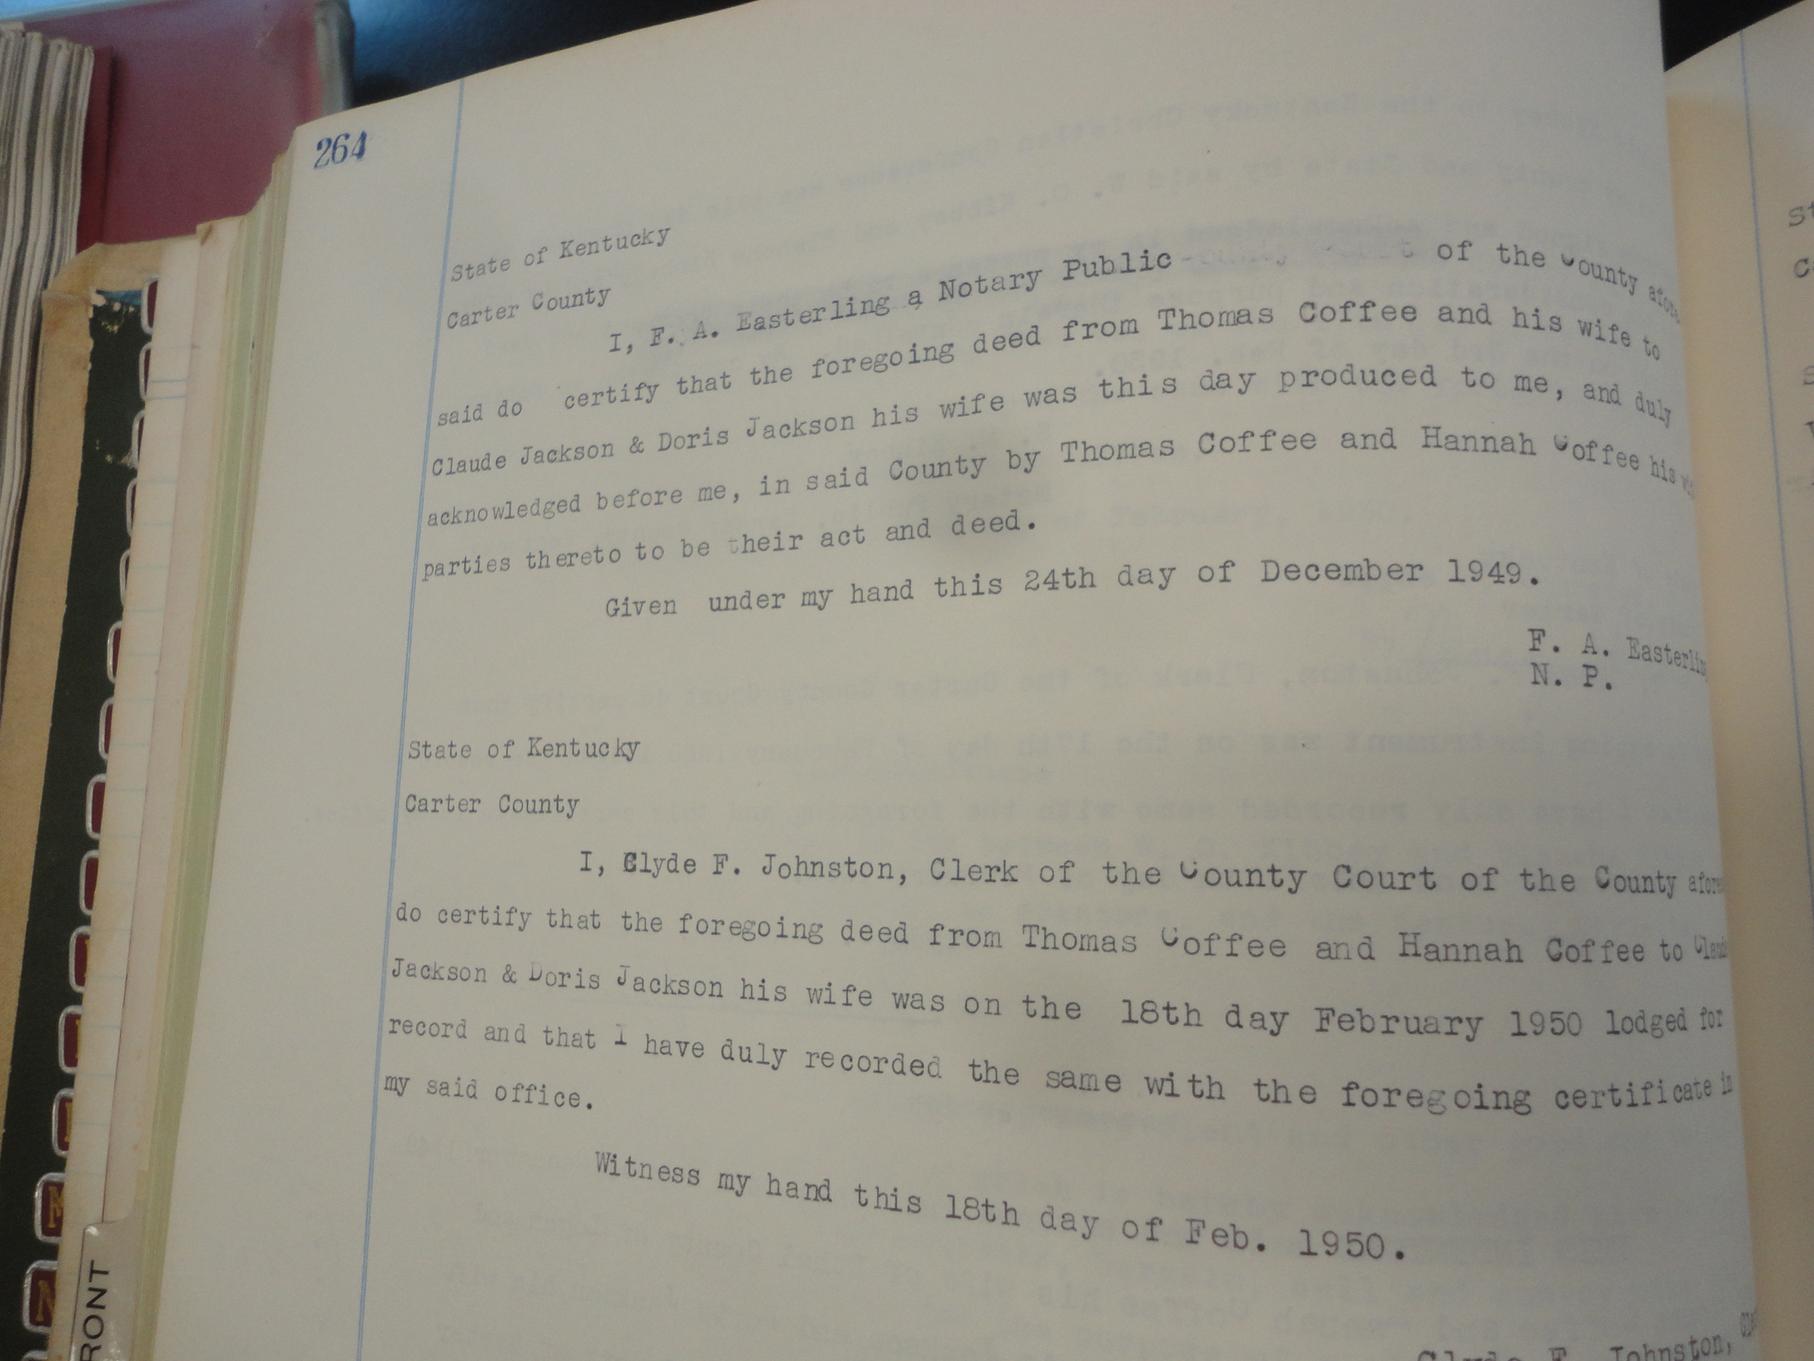 264
State of Kentucky
Carter County
I, F. A. Easterling a Notary Public of the County
said do certify that the foregoing deed from Thomas Coffee and his wife to
Claude Jackson & Doris Jackson his wife was this day produced to me, and duly
acknowledged before me, in said County by Thomas Coffee and Hannah Coffee his
parties thereto to be their act and deed.
Given under my hand this 24th day of December 1949.
F. A. Easterlin
N. P.
State of Kentucky
Carter County
I, Clyde F. Johnston, Clerk of the County Court of the County afore
do certify that the foregoing deed from Thomas Coffee and Hannah Coffee to
Jackson & Doris Jackson his wife was on the 18th day February 1950 lodged for
record and that I have duly recorded the same with the foregoing certificate in
my said office.
Witness my hand this 18th day of Feb. 1950.
Clyde F. Johnston,
M
N
RONT